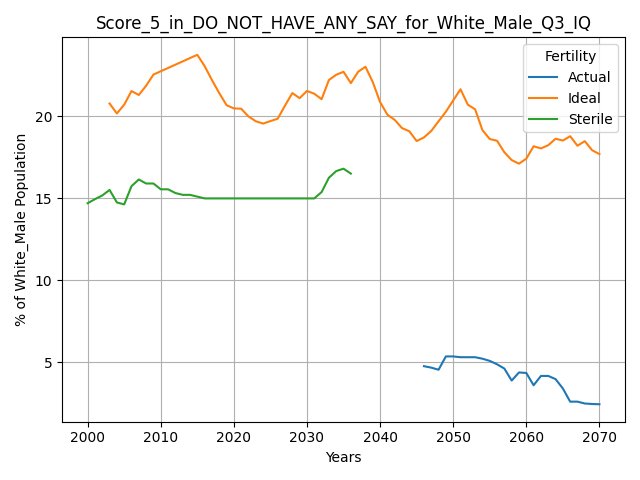 Score_5_in_DO_NOT_HAVE_ANY_SAY_for_White_Male_Q3_IQ
Fertility
Actual
Ideal
Sterile
% of White_Male Population
20
15
10
5
2000 2010 2020 2030 2040 2050 2060 2070
Years